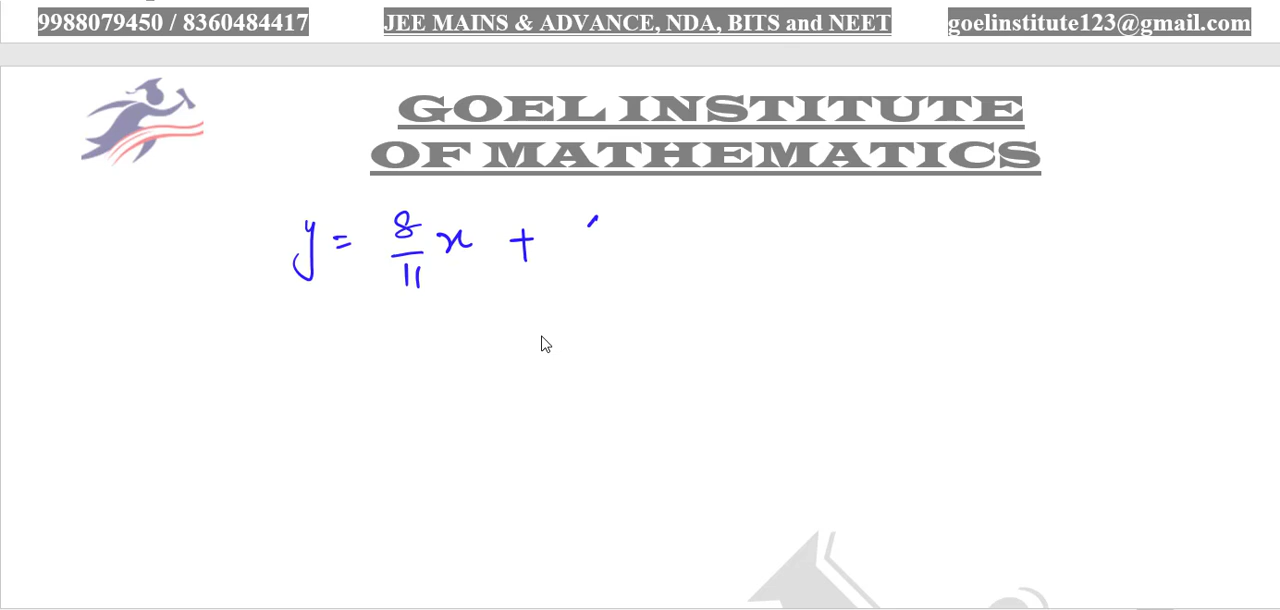 9988079450 / 8360484417 JEE MAINS & ADVANCE, NDA, BITS and NEET goelinstitute123@gmail.com
GOEL INSTITUTE
OF MATHEMATICS
y = 8/11 x +